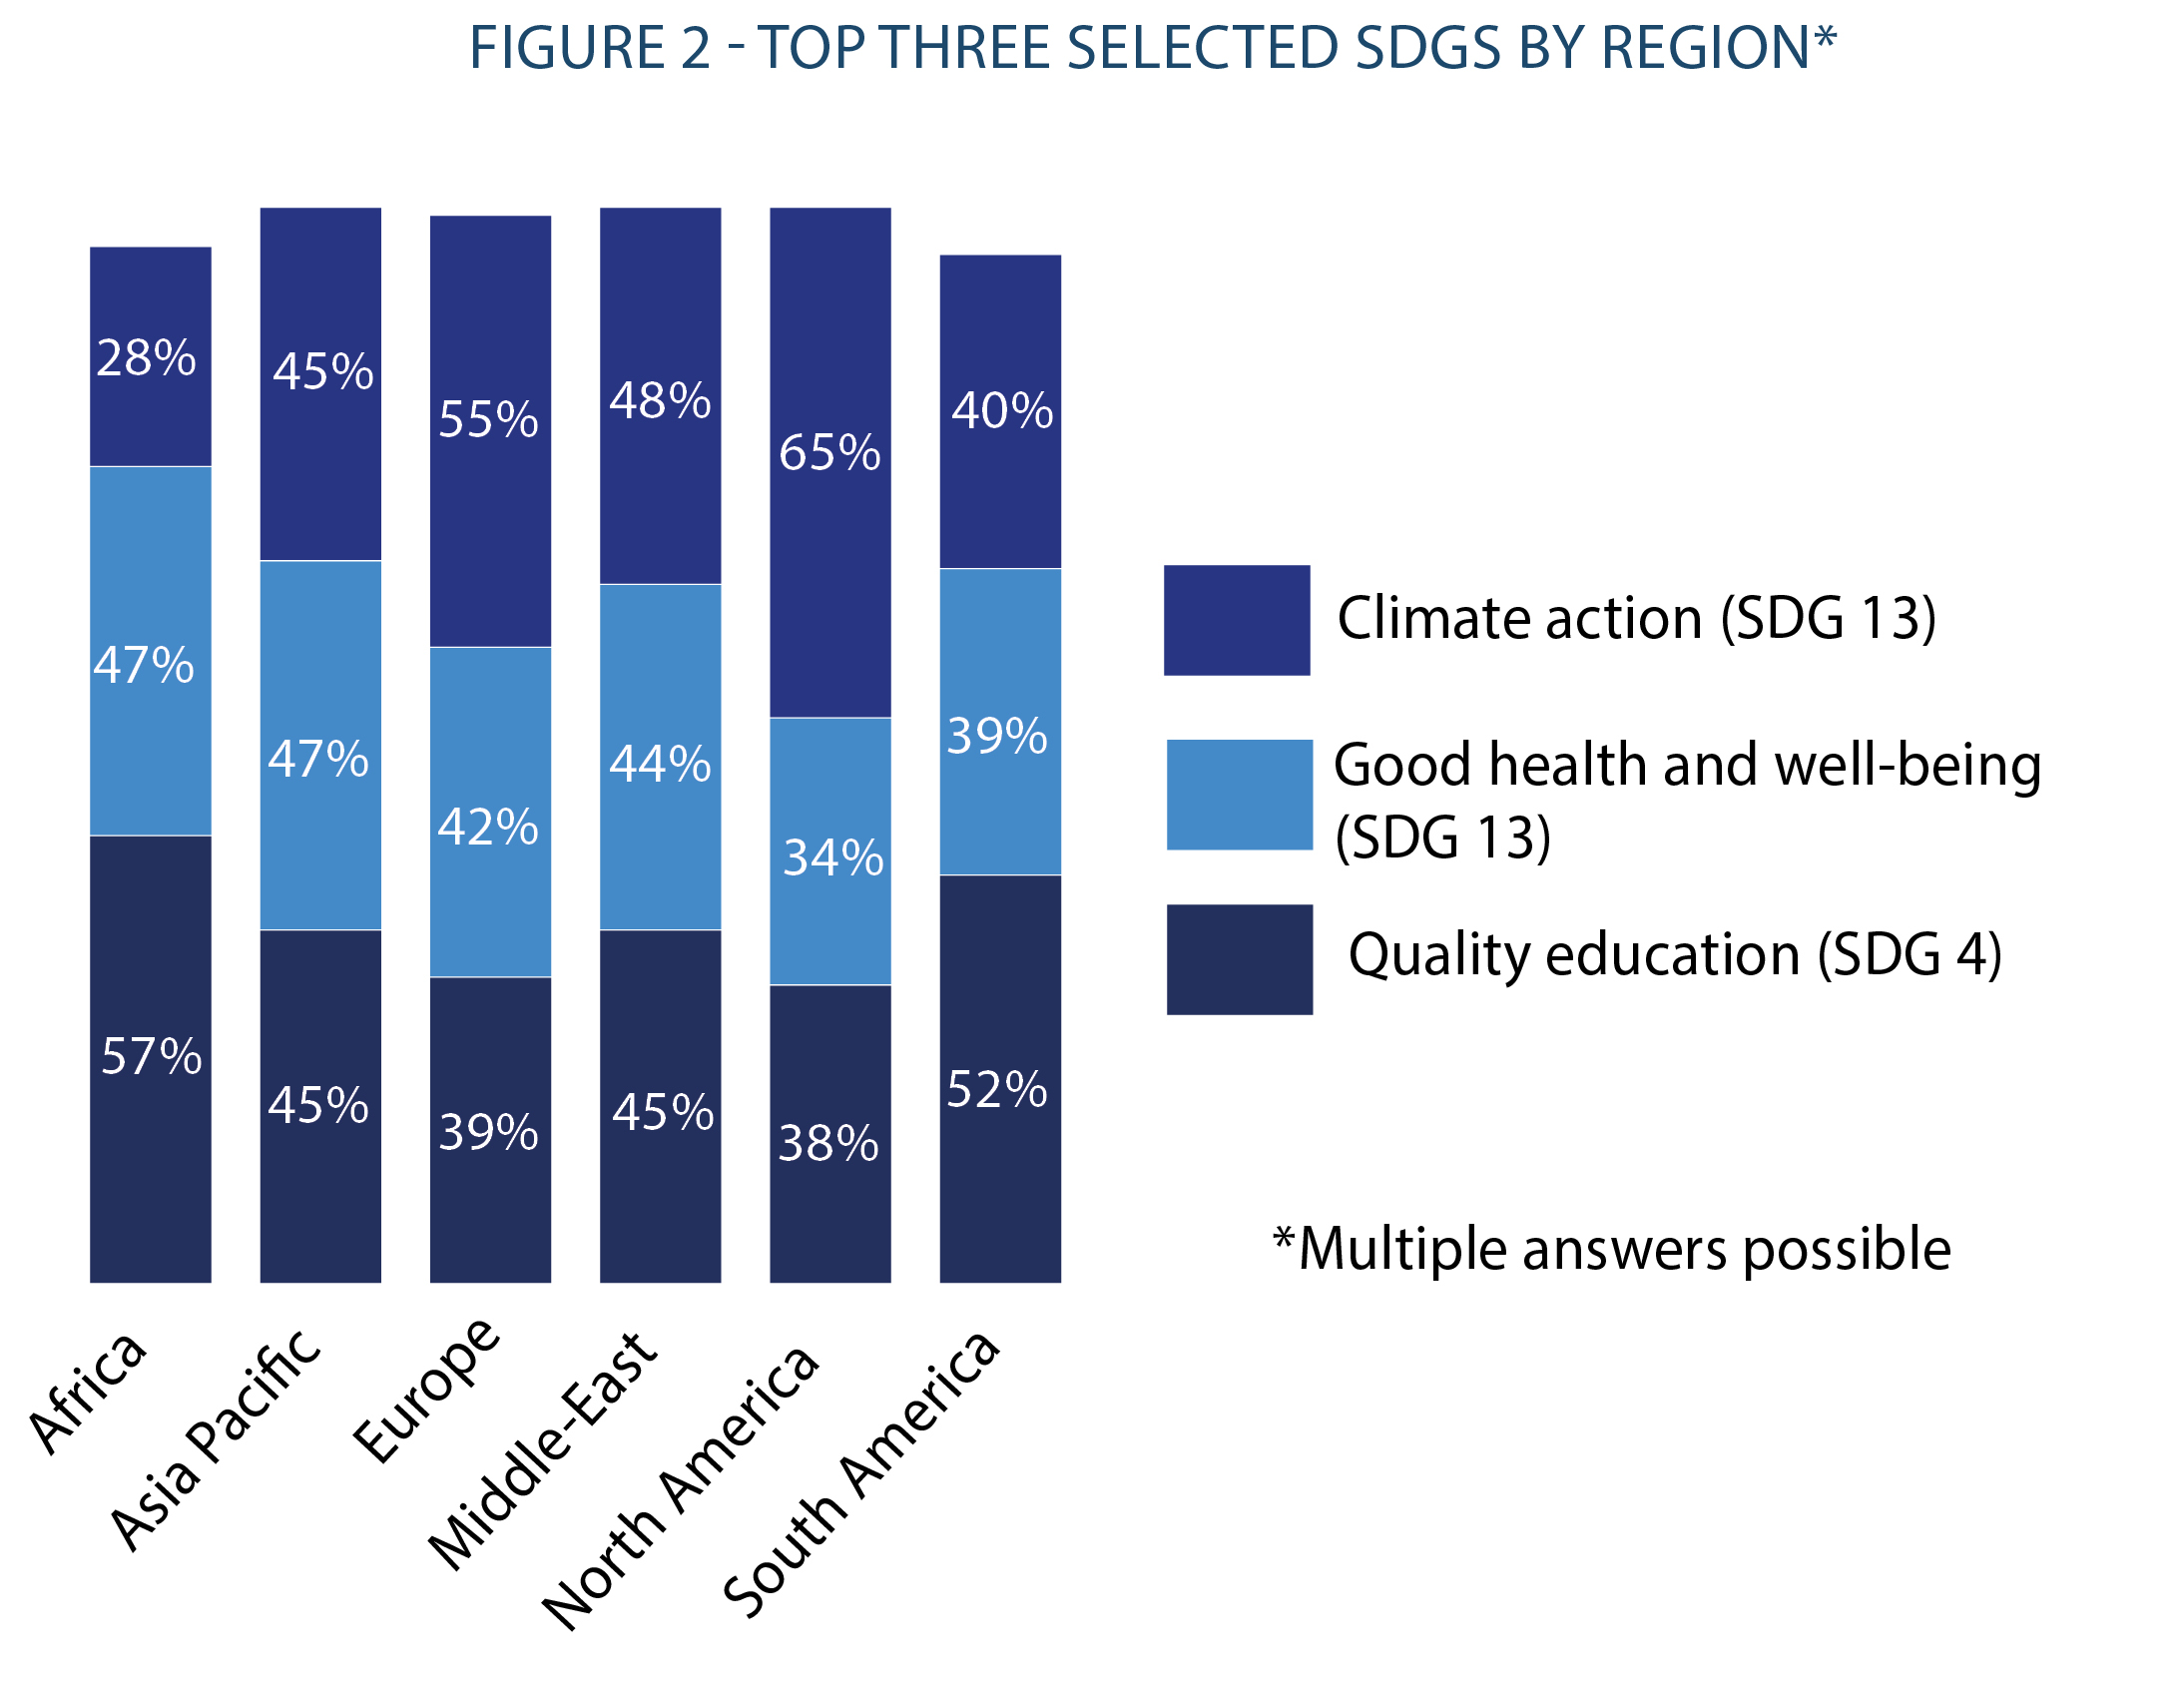 FIGURE 2 - TOP THREE SELECTED SDGS BY REGION*
28%
45%
55%
48%
65%
40%
47%
47%
42%
44%
34%
39%
57%
45%
39%
45%
38%
52%
Africa
Asia Pacific
Europe
Middle-East
North America
South America
Climate action (SDG 13)
Good health and well-being
(SDG 13)
Quality education (SDG 4)
*Multiple answers possible